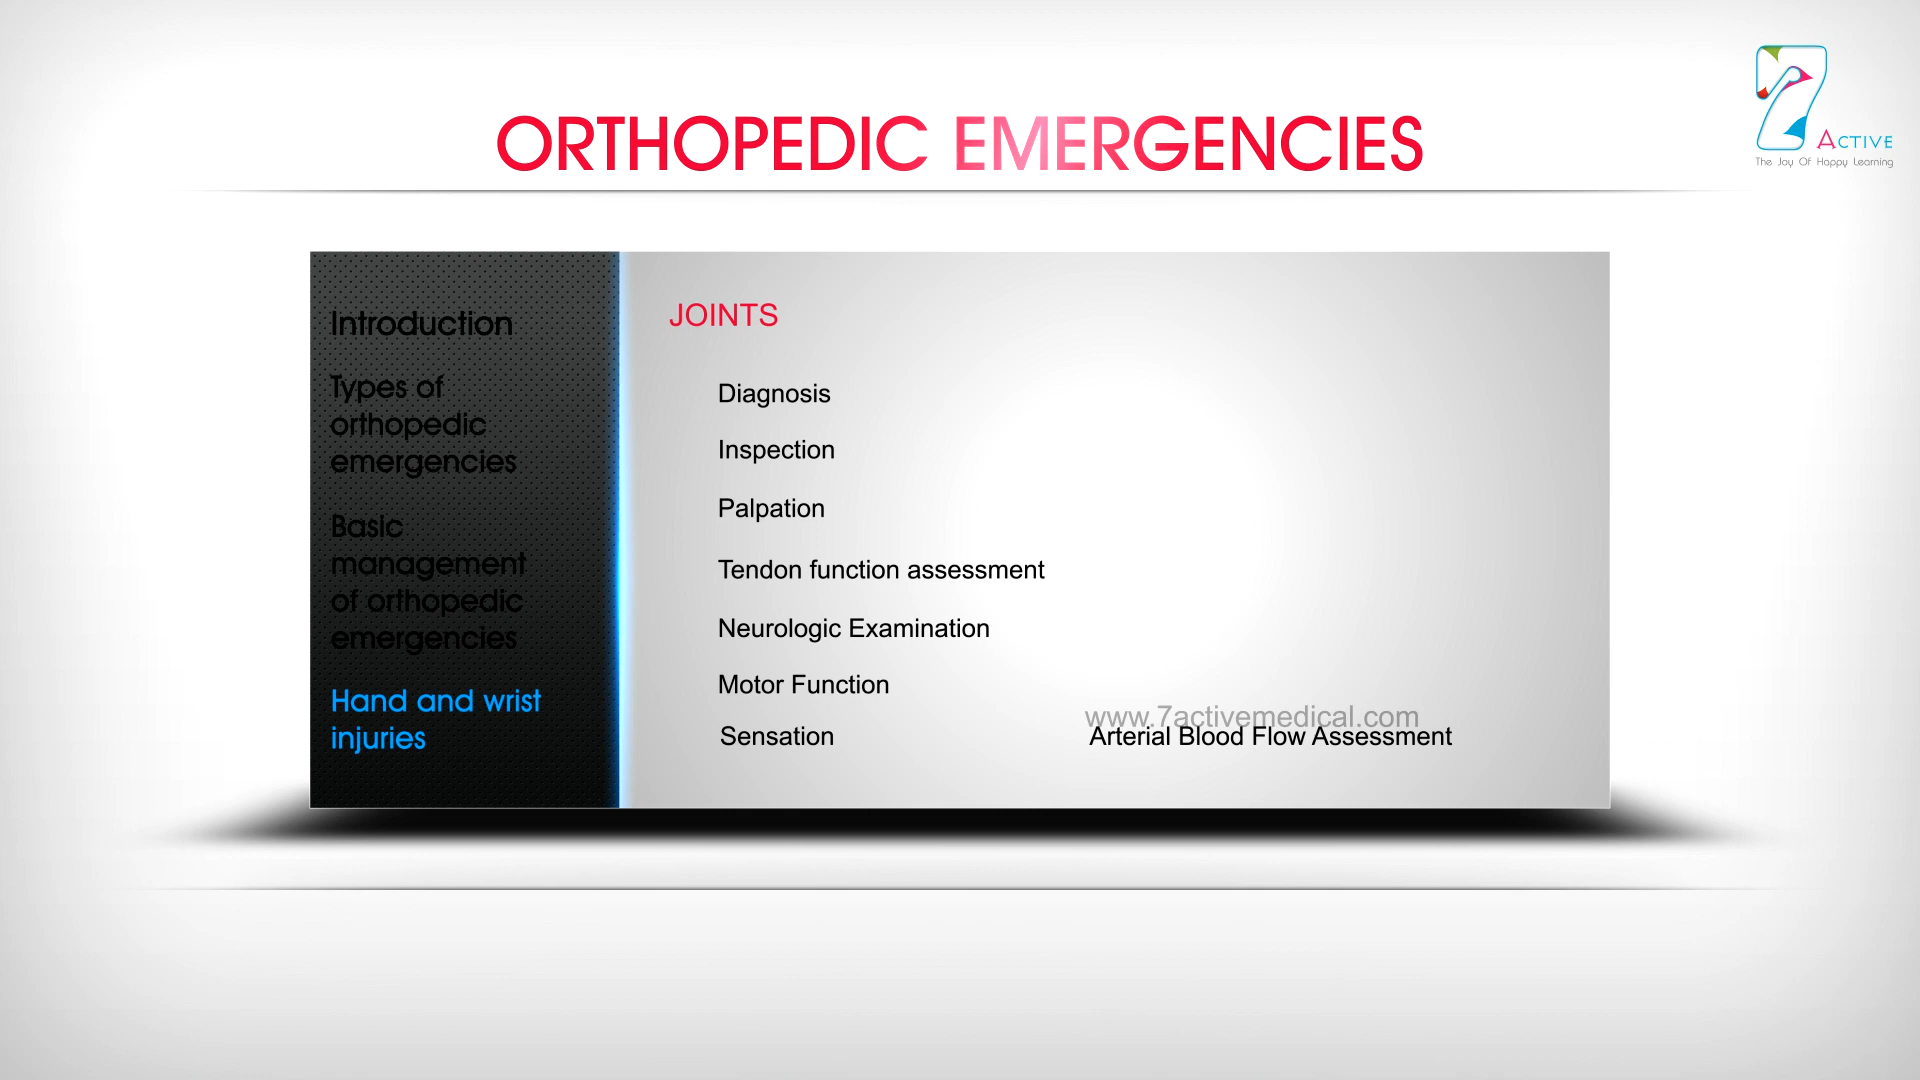 ORTHOPEDIC EMERGENCIES
7
ACTIVE
The Joy Of Happy Learning
Introduction
Types of
orthopedic
emergencies
Basic
management
of orthopedic
emergencies
Hand and wrist
injuries
JOINTS
Diagnosis
Inspection
Palpation
Tendon function assessment
Neurologic Examination
Motor Function
www.7activemedical.com
Sensation Arterial Blood Flow Assessment